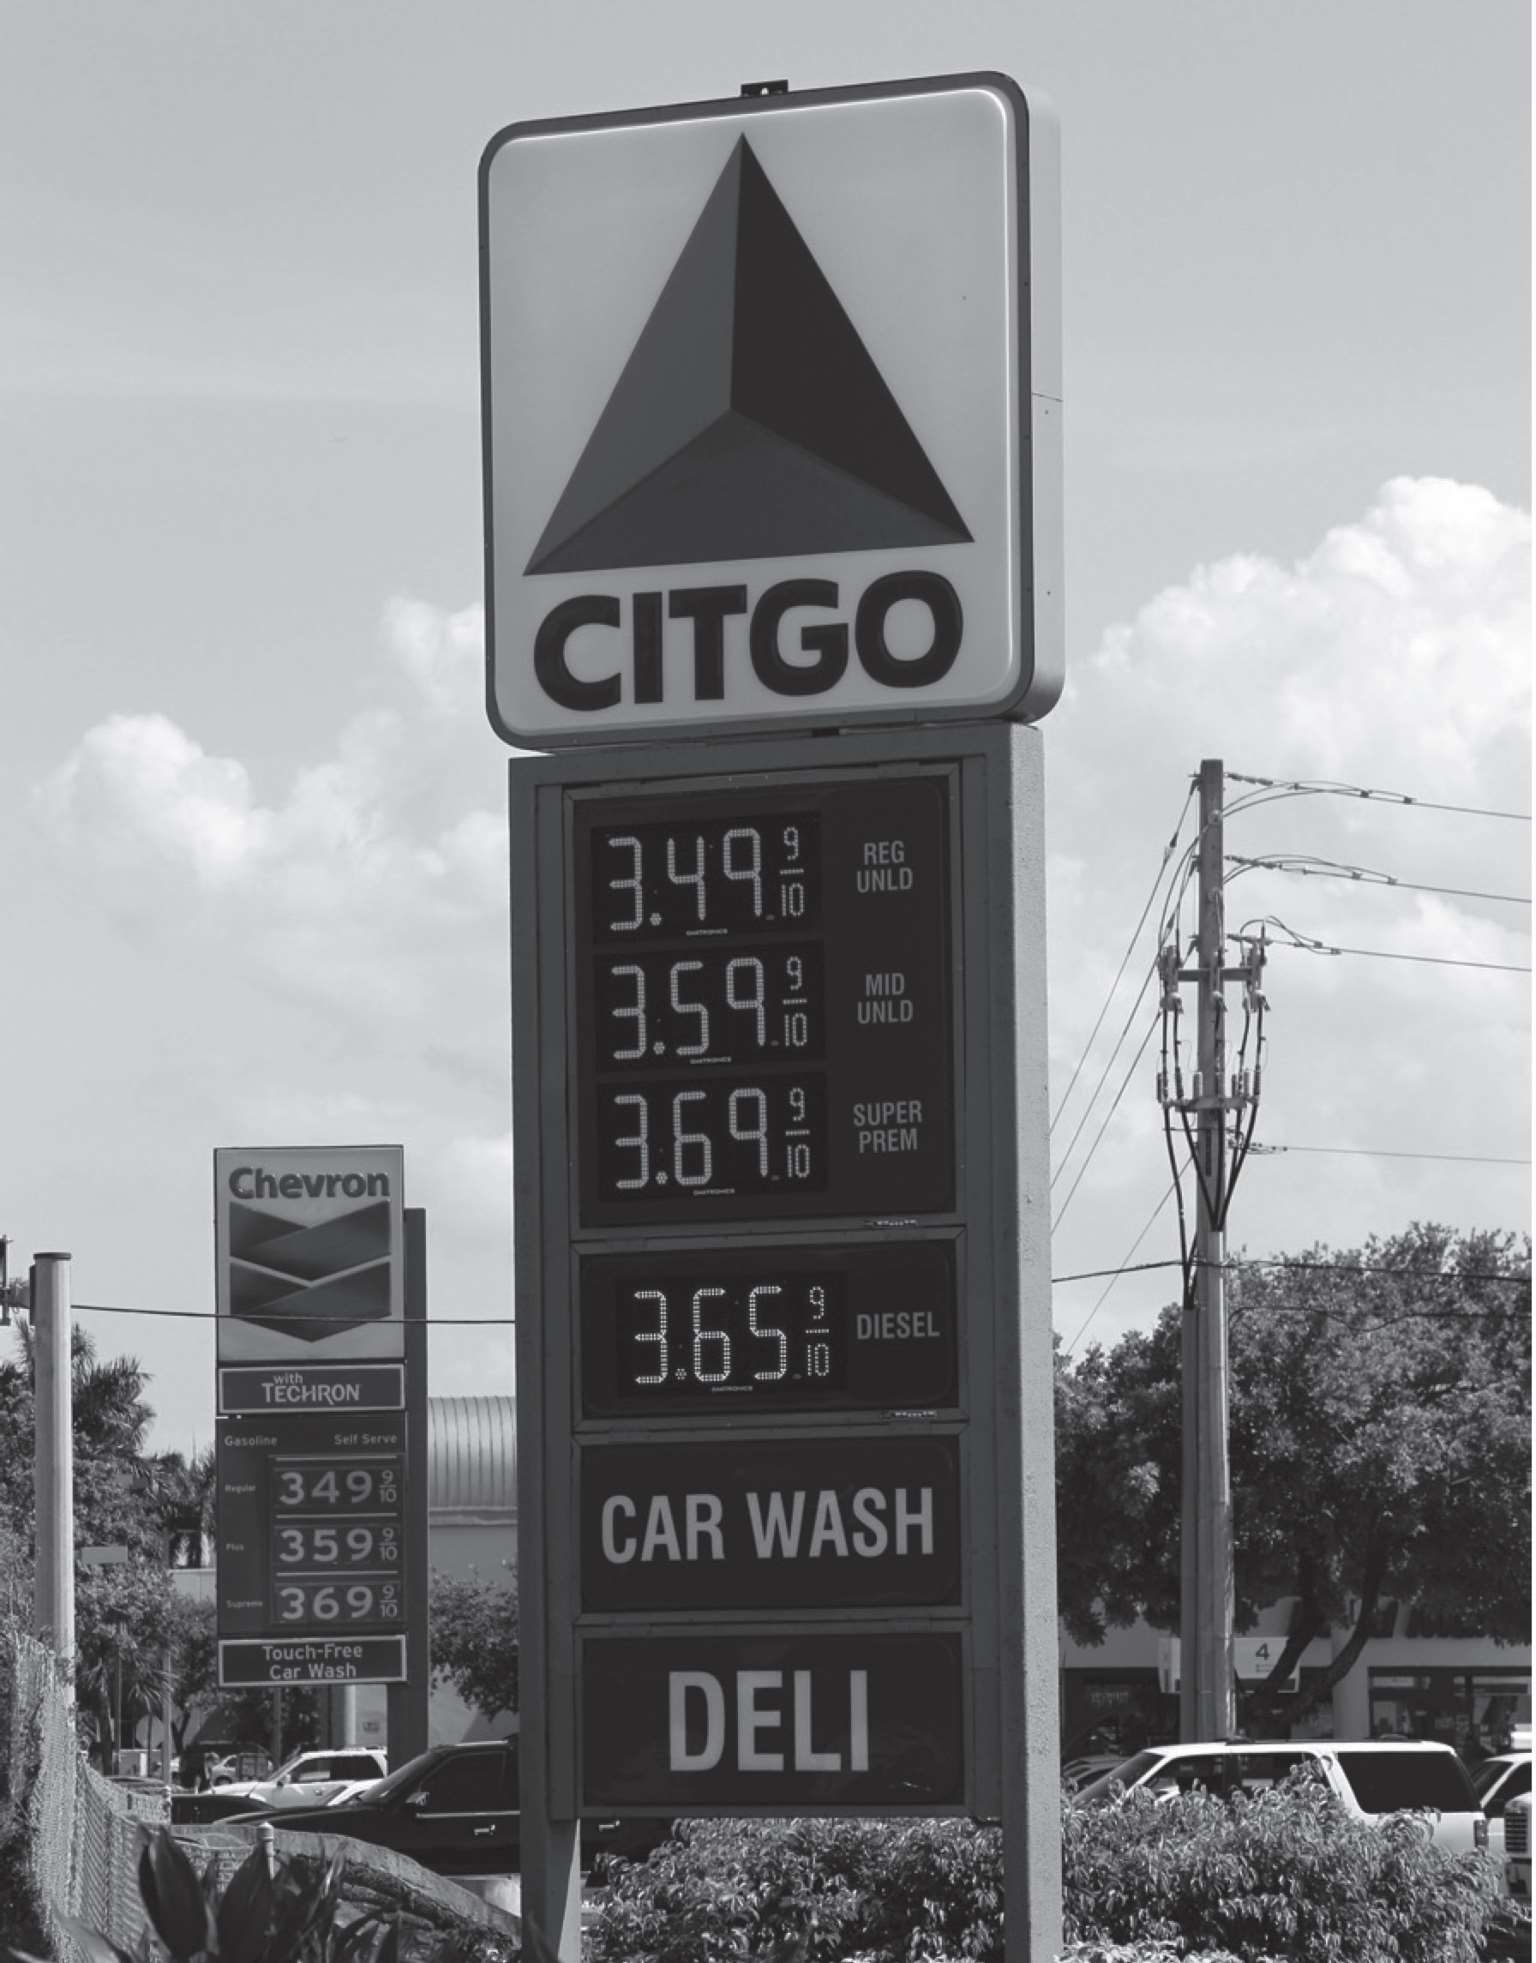 CITGO
3.49 9/10
REG
UNLD
3.59 9/10
MID
UNLD
3.69 9/10
SUPER
PREM
3.65 9/10
DIESEL
CAR WASH
DELI
Chevron
with
TECHRON
Gasoline Self Serve
Regular 349 9/10
Plus 359 9/10
Supreme 369 9/10
Touch-Free
Car Wash
4